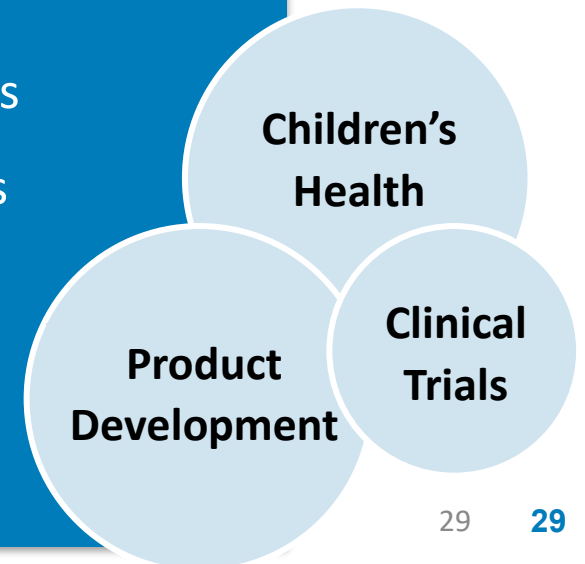 Children’s
Health
Clinical
Trials
Product
Development
29 29